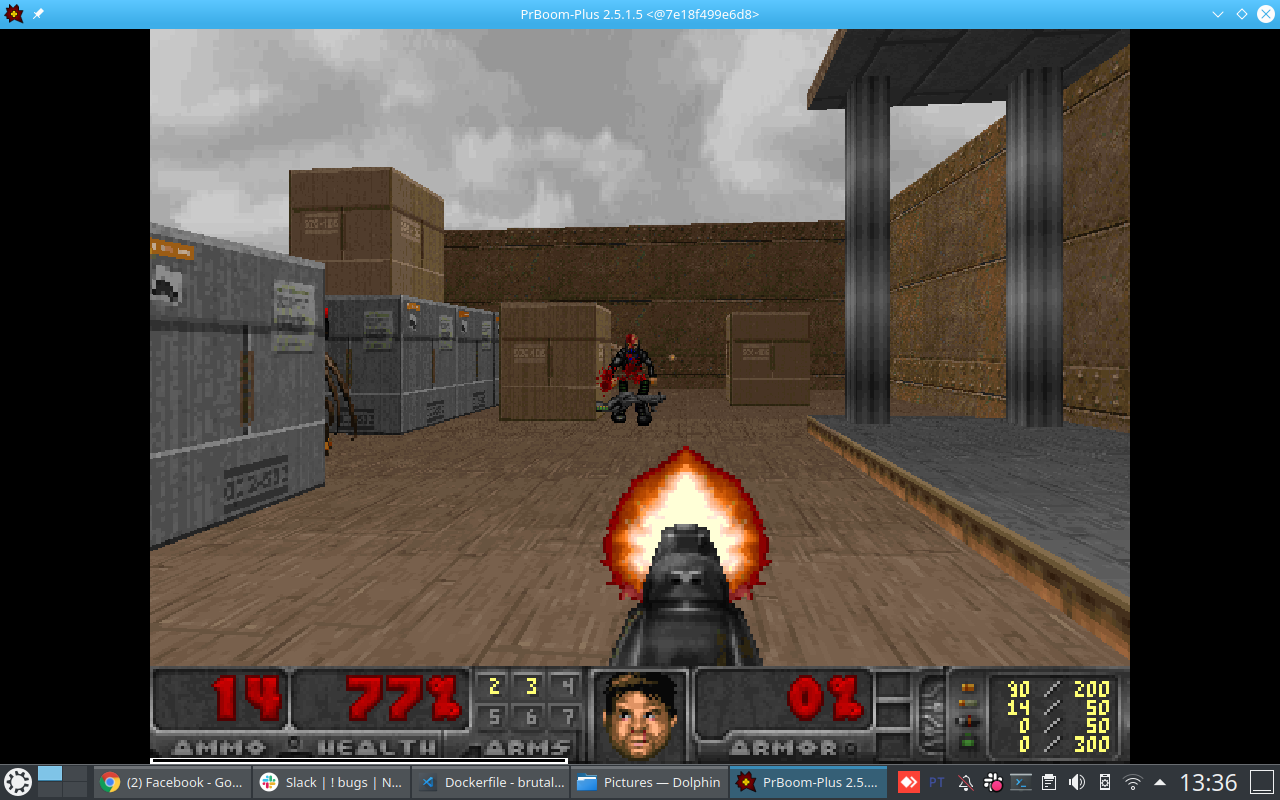 PrBoom-Plus 2.5.1.5 <@7e18f499e6d8>
14
77%
2 3 4
5 6 7
0%
90 / 200
14 / 50
0 / 50
0 / 300
AMMO
HEALTH
ARMS
ARMOR
(2) Facebook - Go...
Slack | ! bugs | N...
Dockerfile - brutal...
Pictures — Dolphin
PrBoom-Plus 2.5....
PT
13:36